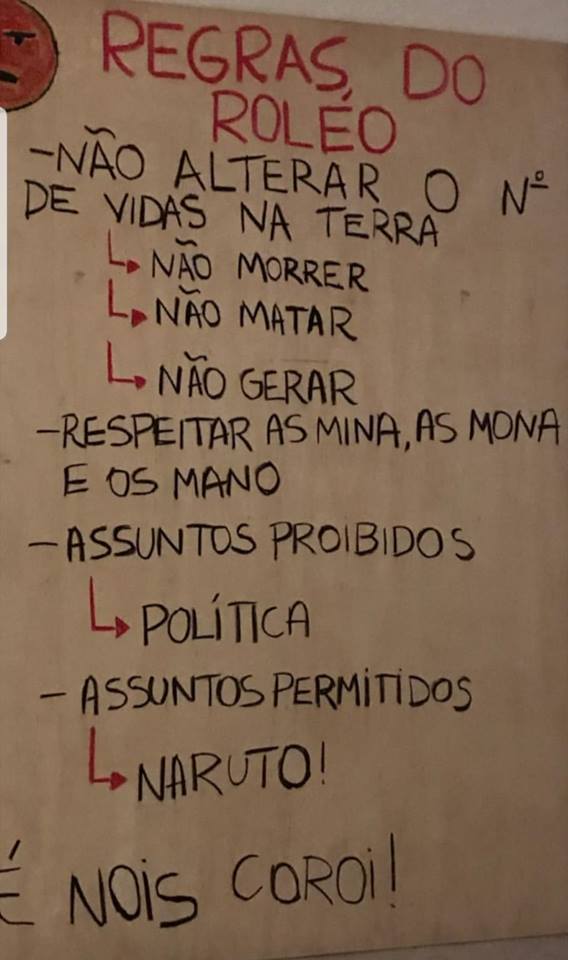 REGRAS DO
ROLÉO
-NÃO ALTERAR O Nº
DE VIDAS NA TERRA
NÃO MORRER
NÃO MATAR
NÃO GERAR
-RESPEITAR AS MINA, AS MONA
E OS MANO
-ASSUNTOS PROIBIDOS
POLÍTICA
- ASSUNTOS PERMITIDOS
NARUTO!
É NOIS COROI!